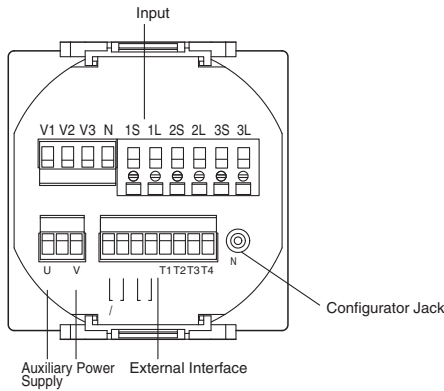 Input
V1 V2 V3 N 1S 1L 2S 2L 3S 3L
U V T1 T2 T3 T4 N
/
Configurator Jack
Auxiliary Power Supply
External Interface